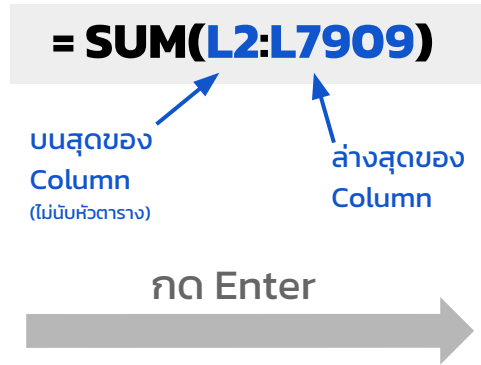 = SUM(L2:L7909)
บนสุดของ
Column
(ไม่นับหัวตาราง)
ล่างสุดของ
Column
กด Enter